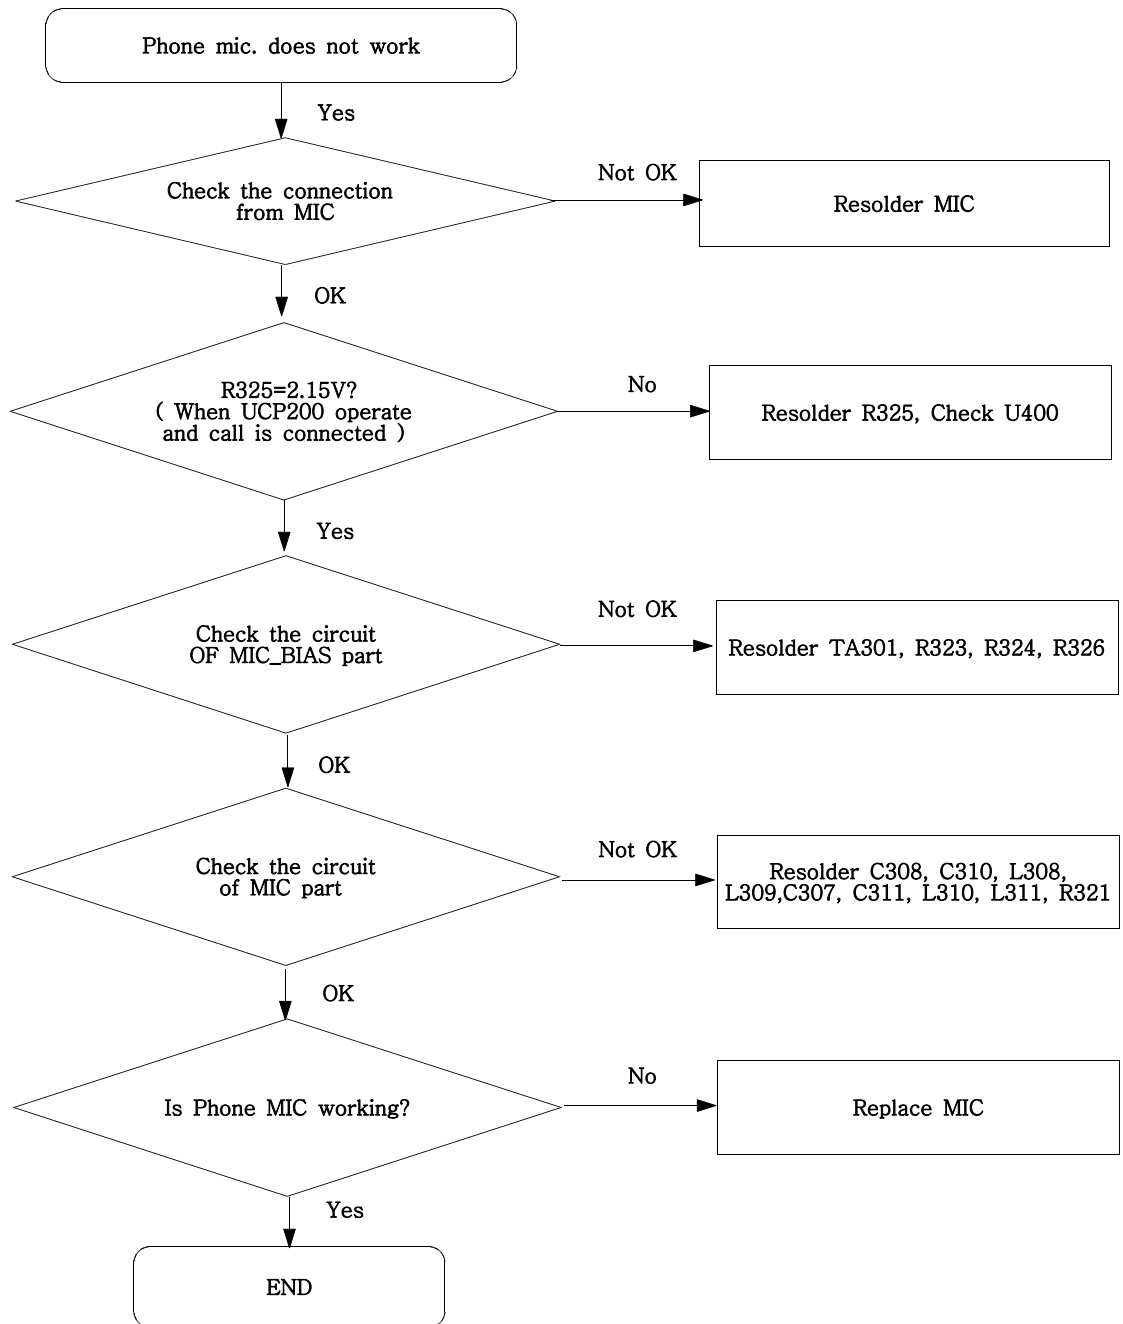 Phone mic. does not work
Yes
Check the connection
from MIC
Not OK
Resolder MIC
OK
R325=2.15V?
( When UCP200 operate
and call is connected )
No
Resolder R325, Check U400
Yes
Check the circuit
OF MIC_BIAS part
Not OK
Resolder TA301, R323, R324, R326
OK
Check the circuit
of MIC part
Not OK
Resolder C308, C310, L308,
L309,C307, C311, L310, L311, R321
OK
Is Phone MIC working?
No
Replace MIC
Yes
END